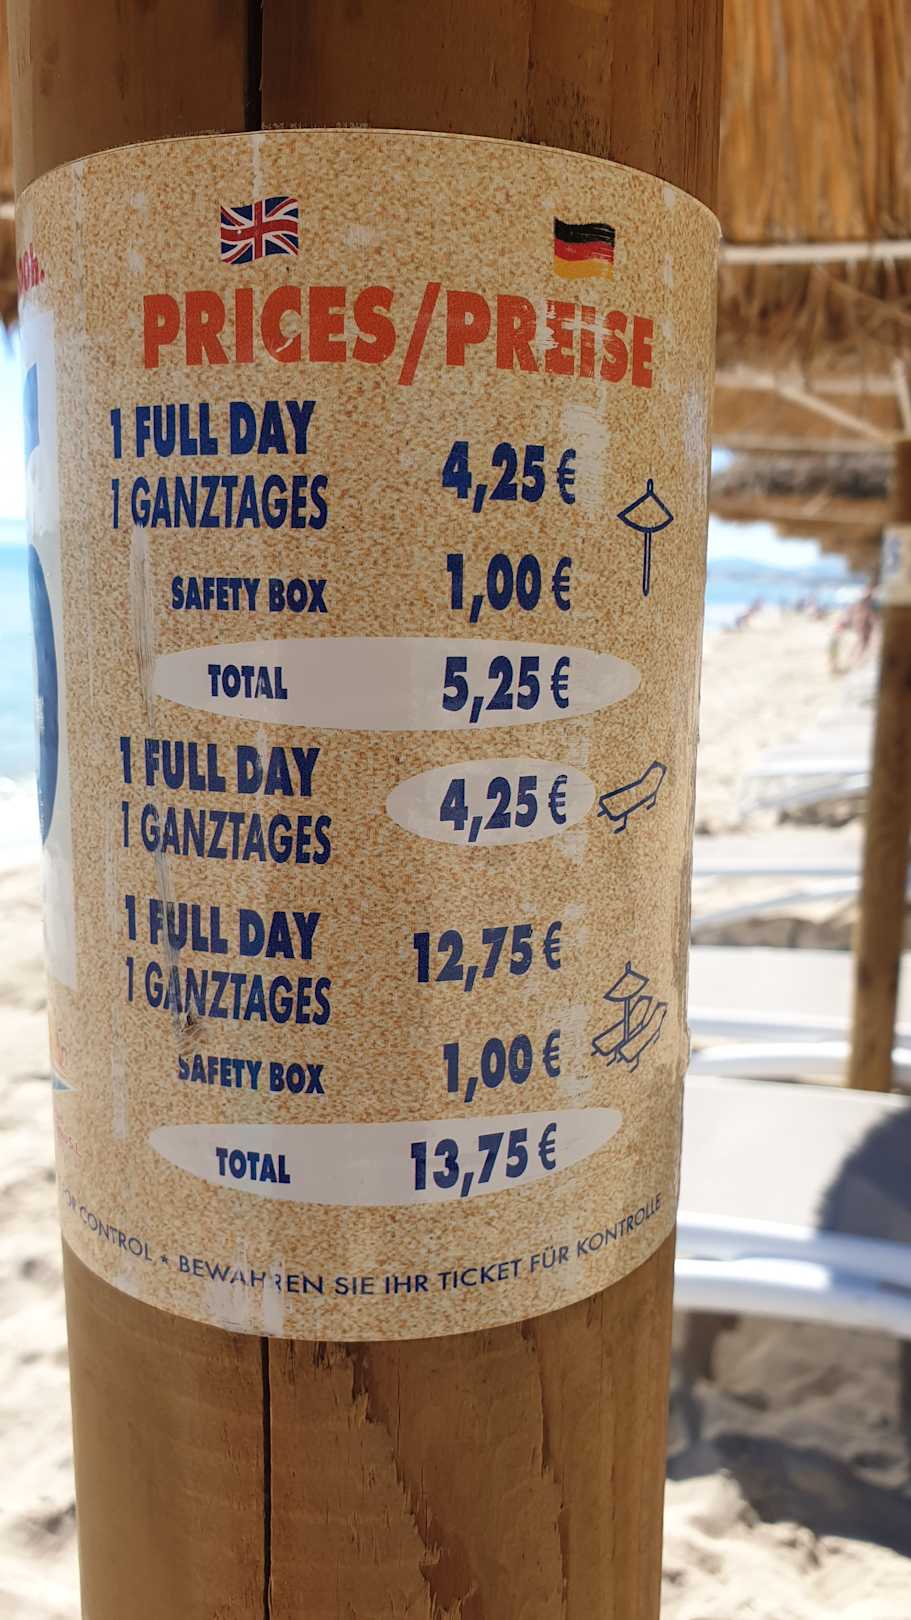 PRICES/PREISE
1 FULL DAY
1 GANZTAGES
4,25 €
SAFETY BOX 1,00 €
TOTAL 5,25 €
1 FULL DAY
1 GANZTAGES
4,25 €
1 FULL DAY
1 GANZTAGES
12,75 €
SAFETY BOX 1,00 €
TOTAL 13,75 €
CONTROL * BEWAHREN SIE IHR TICKET FÜR KONTROLLE